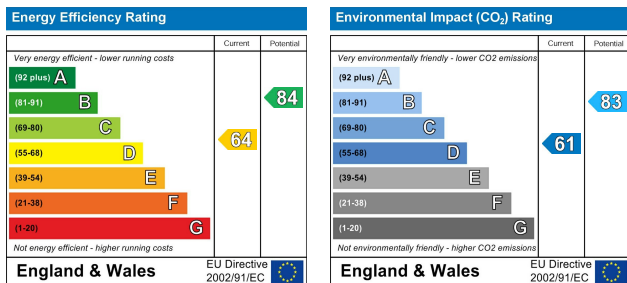 Energy Efficiency Rating
Current Potential
Very energy efficient - lower running costs
(92 plus) A
(81-91) B
(69-80) C
(55-68) D
(39-54) E
(21-38) F
(1-20) G
64
84
Not energy efficient - higher running costs
England & Wales
EU Directive
2002/91/EC
Environmental Impact (CO₂) Rating
Current Potential
Very environmentally friendly - lower CO2 emissions
(92 plus) A
(81-91) B
(69-80) C
(55-68) D
(39-54) E
(21-38) F
(1-20) G
61
83
Not environmentally friendly - higher CO2 emissions
England & Wales
EU Directive
2002/91/EC